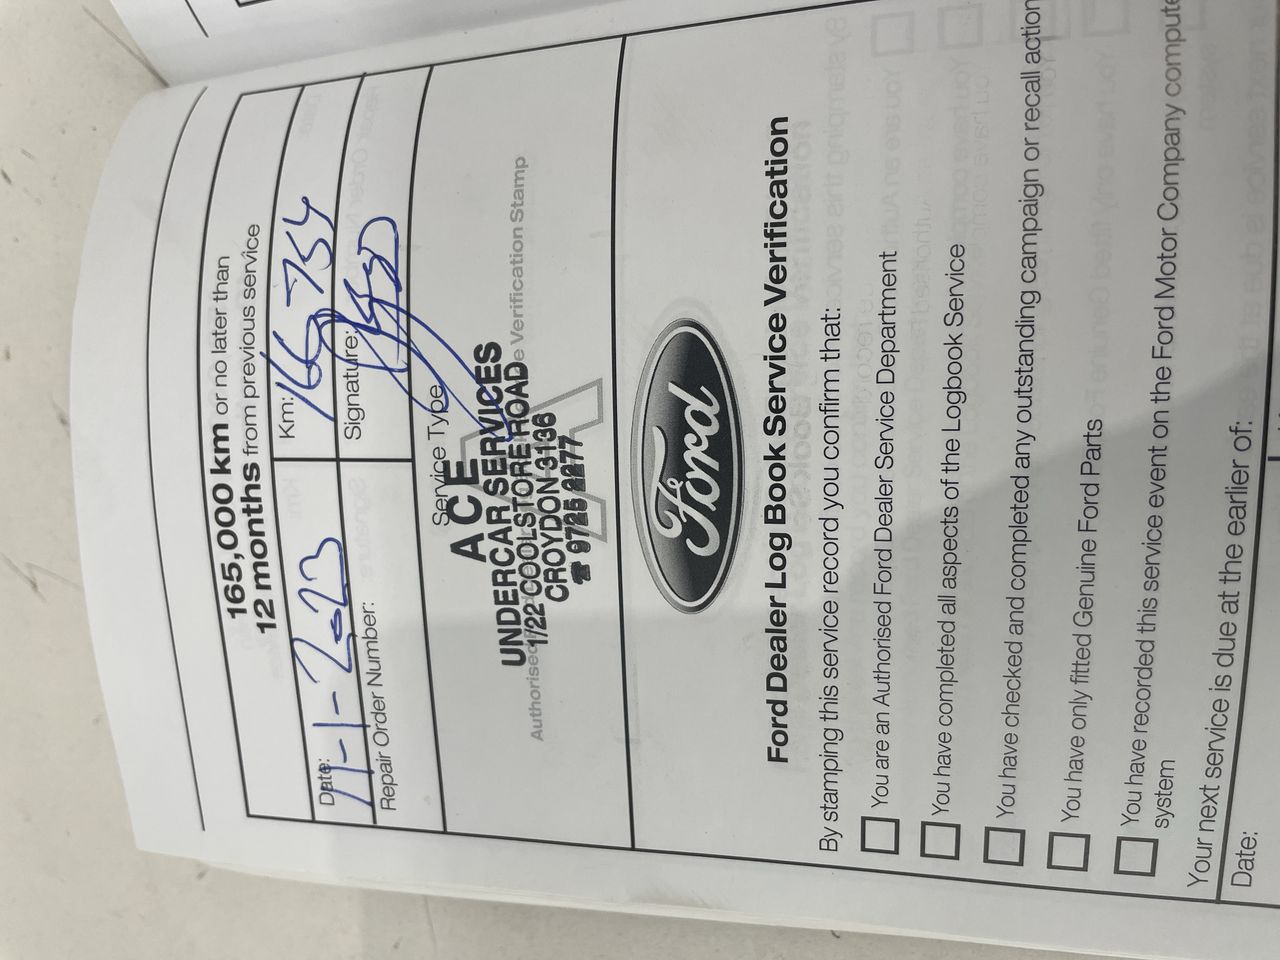 165,000 km or no later than
12 months from previous service
Date: 11-1-2023
Km: 169754
Repair Order Number:
Signature:
Service Type
ACE
UNDERCAR SERVICES
1/22 COOLSTORE ROAD
CROYDON 3136
☎ 9725 2277
Authorised Verification Stamp
Ford
Ford Dealer Log Book Service Verification
By stamping this service record you confirm that:
You are an Authorised Ford Dealer Service Department
You have completed all aspects of the Logbook Service
You have checked and completed any outstanding campaign or recall action
You have only fitted Genuine Ford Parts
You have recorded this service event on the Ford Motor Company compute
system
Your next service is due at the earlier of:
Date: